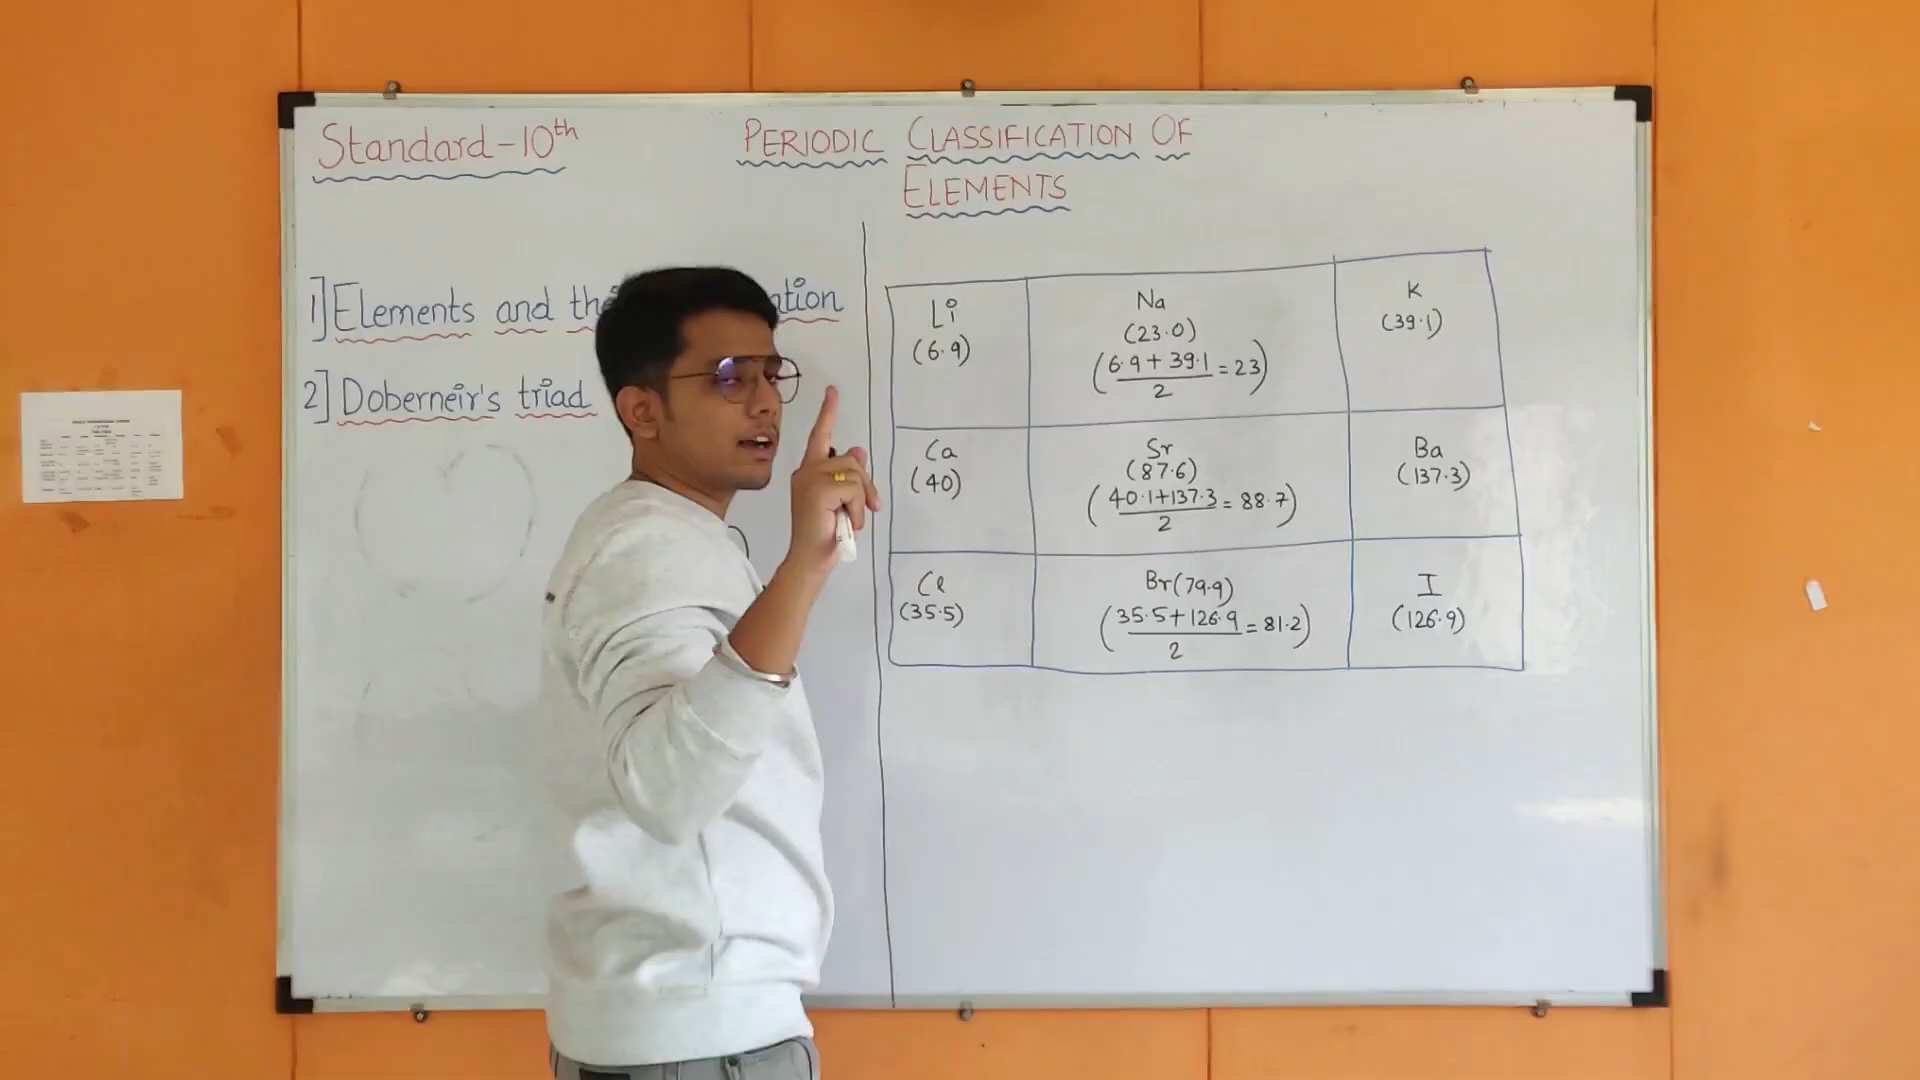 Standard-10th
PERIODIC CLASSIFICATION OF
ELEMENTS
1] Elements and
2] Doberneir's triad
Li
(6.9)
Na
(23.0)
(6.9+39.1/2=23)
K
(39.1)
Ca
(40)
Sr
(87.6)
(40.1+137.3/2=88.7)
Ba
(137.3)
Cl
(35.5)
Br(79.9)
(35.5+126.9/2=81.2)
I
(126.9)